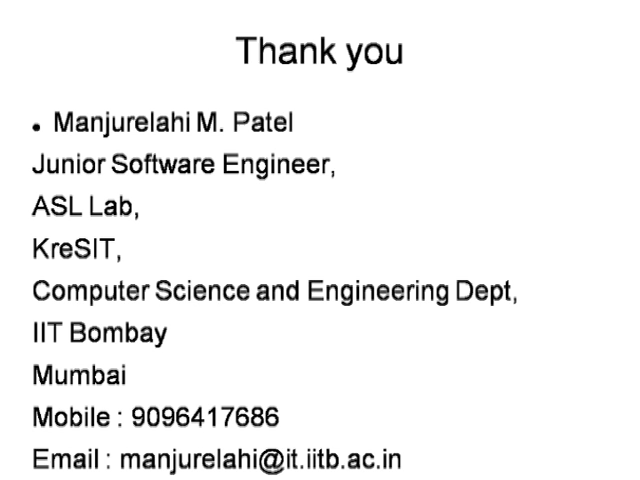 Thank you
• Manjurelahi M. Patel
Junior Software Engineer,
ASL Lab,
KReSIT,
Computer Science and Engineering Dept,
IIT Bombay
Mumbai
Mobile : 9096417686
Email : manjurelahi@it.iitb.ac.in